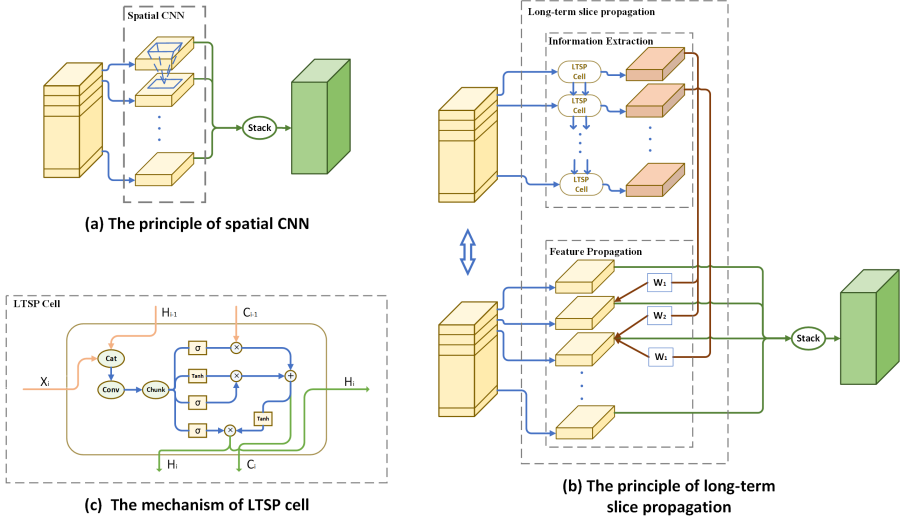 Spatial CNN
Stack
(a) The principle of spatial CNN
Long-term slice propagation
Information Extraction
LTSP
Cell
LTSP
Cell
LTSP
Cell
Feature Propagation
W₁
W₂
W₁
Stack
(b) The principle of long-term
slice propagation
LTSP Cell
Hᵢ₋₁
Cᵢ₋₁
Xᵢ
Cat
Conv
Chunk
σ
Tanh
σ
σ
×
×
+
×
Tanh
Hᵢ
Hᵢ
Cᵢ
(c) The mechanism of LTSP cell